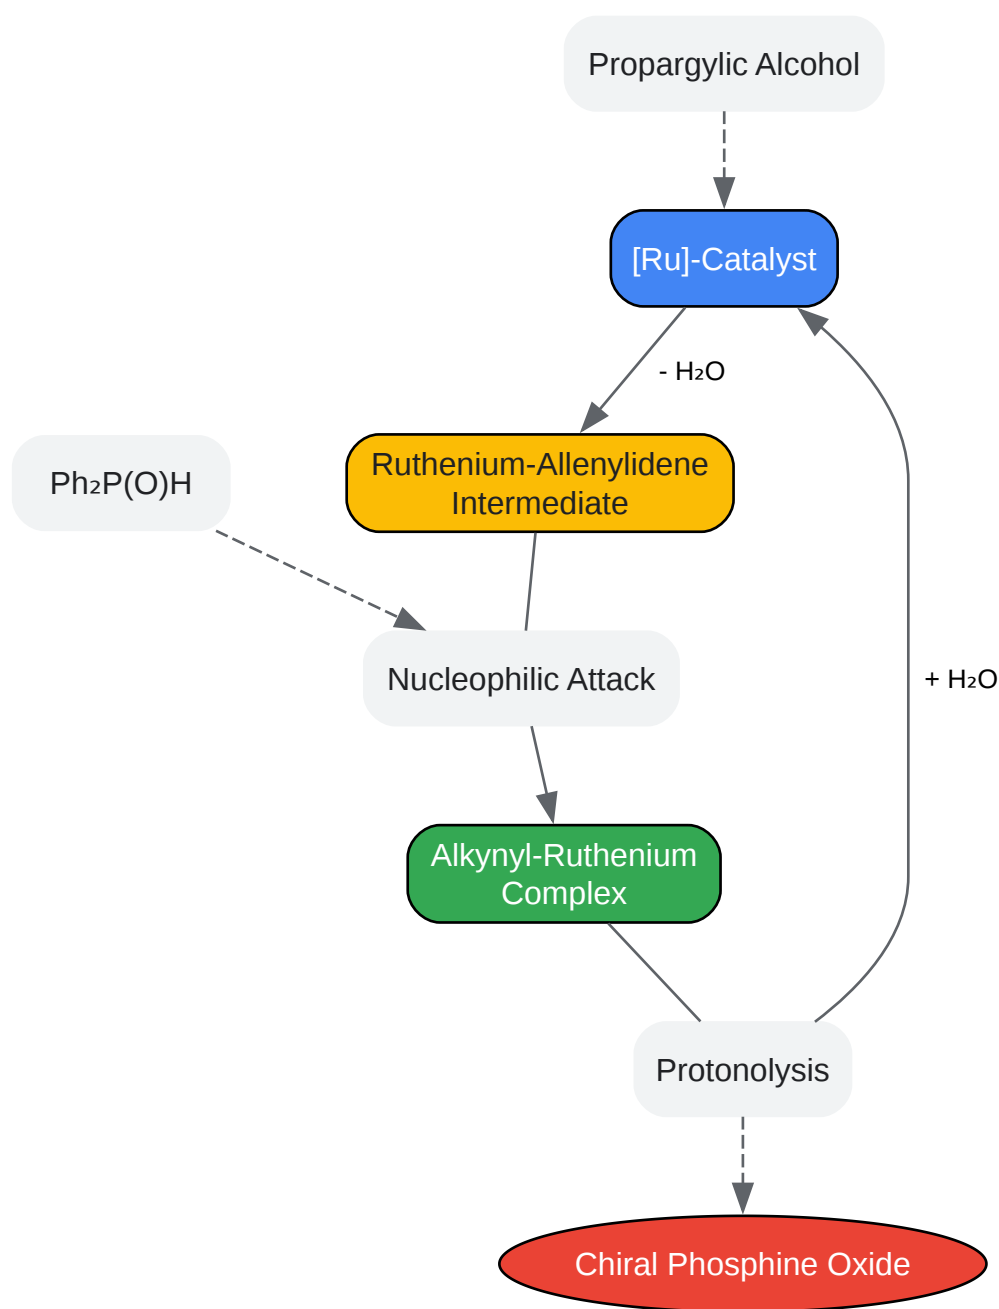 Propargylic Alcohol
[Ru]-Catalyst
- H₂O
Ruthenium-Allenylidene
Intermediate
Ph₂P(O)H
Nucleophilic Attack
+ H₂O
Alkynyl-Ruthenium
Complex
Protonolysis
Chiral Phosphine Oxide